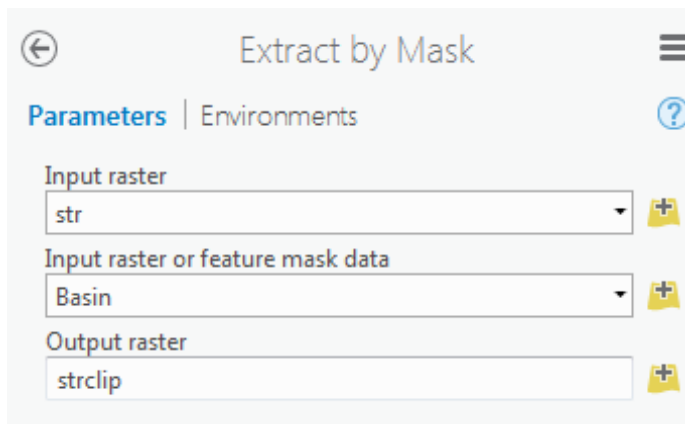 Extract by Mask
Parameters | Environments
?
Input raster
str
Input raster or feature mask data
Basin
Output raster
strclip